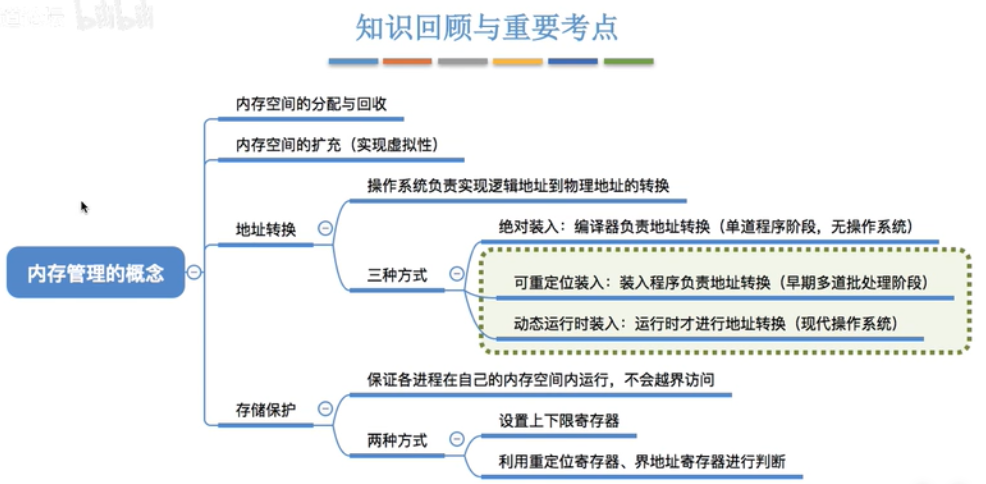 知识回顾与重要考点
内存空间的分配与回收
内存空间的扩充（实现虚拟性）
操作系统负责实现逻辑地址到物理地址的转换
地址转换
绝对装入：编译器负责地址转换（单道程序阶段，无操作系统）
三种方式
可重定位装入：装入程序负责地址转换（早期多道批处理阶段）
动态运行时装入：运行时才进行地址转换（现代操作系统）
内存管理的概念
保证各进程在自己的内存空间内运行，不会越界访问
存储保护
设置上下限寄存器
两种方式
利用重定位寄存器、界地址寄存器进行判断